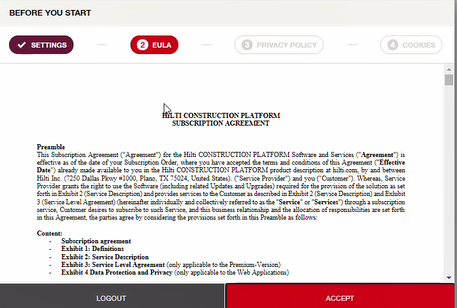 BEFORE YOU START
SETTINGS
2 EULA
3 PRIVACY POLICY
4 COOKIES
HILTI CONSTRUCTION PLATFORM
SUBSCRIPTION AGREEMENT
Preamble
This Subscription Agreement ("Agreement") for the Hilti CONSTRUCTION PLATFORM Software and Services ("Agreement") is
effective as of the date of your Subscription Order, where you have accepted the terms and conditions of this Agreement ("Effective
Date") already made available to you in the Hilti CONSTRUCTION PLATFORM product description at hilti.com, by and between
Hilti Inc. (7250 Dallas Pkwy #1000, Plano, TX 75024, United States). ("Service Provider") and you ("Customer"). Whereas, Service
Provider grants the right to use the Software (including related Updates and Upgrades) required for the provision of the solution as set
forth in Exhibit 2 (Service Description) and provides services to the Customer as described in Exhibit 2 (Service Description) and Exhibit
3 (Service Level Agreement) (hereinafter individually and collectively referred to as the "Service" or "Services") through a subscription
service, Customer desires to subscribe to such Service, and this business relationship and the allocation of responsibilities are set forth
in this Agreement, the parties agree by considering the provisions set forth in this Preamble as follows:
Content:
- Subscription agreement
- Exhibit 1: Definitions
- Exhibit 2: Service Description
- Exhibit 3: Service Level Agreement (only applicable to the Premium-Version)
- Exhibit 4 Data Protection and Privacy (only applicable to the Web Applications)
LOGOUT
ACCEPT